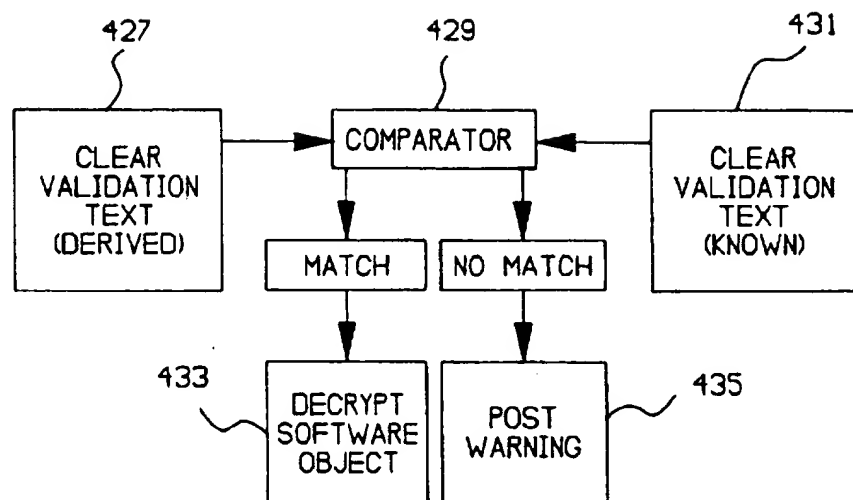 427
429
431
CLEAR
VALIDATION
TEXT
(DERIVED)
COMPARATOR
CLEAR
VALIDATION
TEXT
(KNOWN)
MATCH
NO MATCH
433
DECRYPT
SOFTWARE
OBJECT
POST
WARNING
435